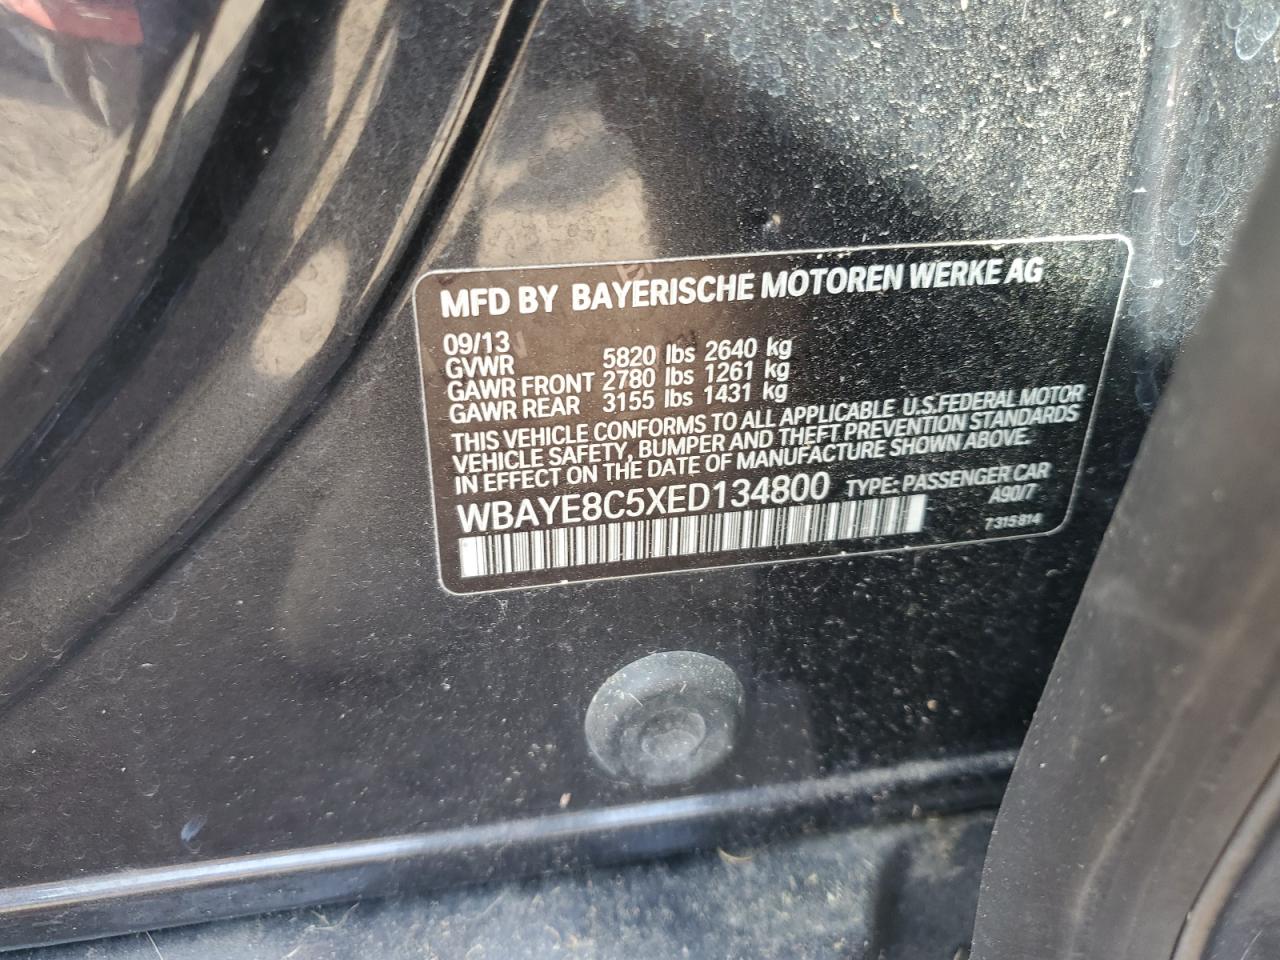 MFD BY BAYERISCHE MOTOREN WERKE AG
09/13
GVWR 5820 lbs 2640 kg
GAWR FRONT 2780 lbs 1261 kg
GAWR REAR 3155 lbs 1431 kg
THIS VEHICLE CONFORMS TO ALL APPLICABLE U.S.FEDERAL MOTOR
VEHICLE SAFETY, BUMPER AND THEFT PREVENTION STANDARDS
IN EFFECT ON THE DATE OF MANUFACTURE SHOWN ABOVE.
WBAYE8C5XED134800 TYPE: PASSENGER CAR
A90/7
7315814